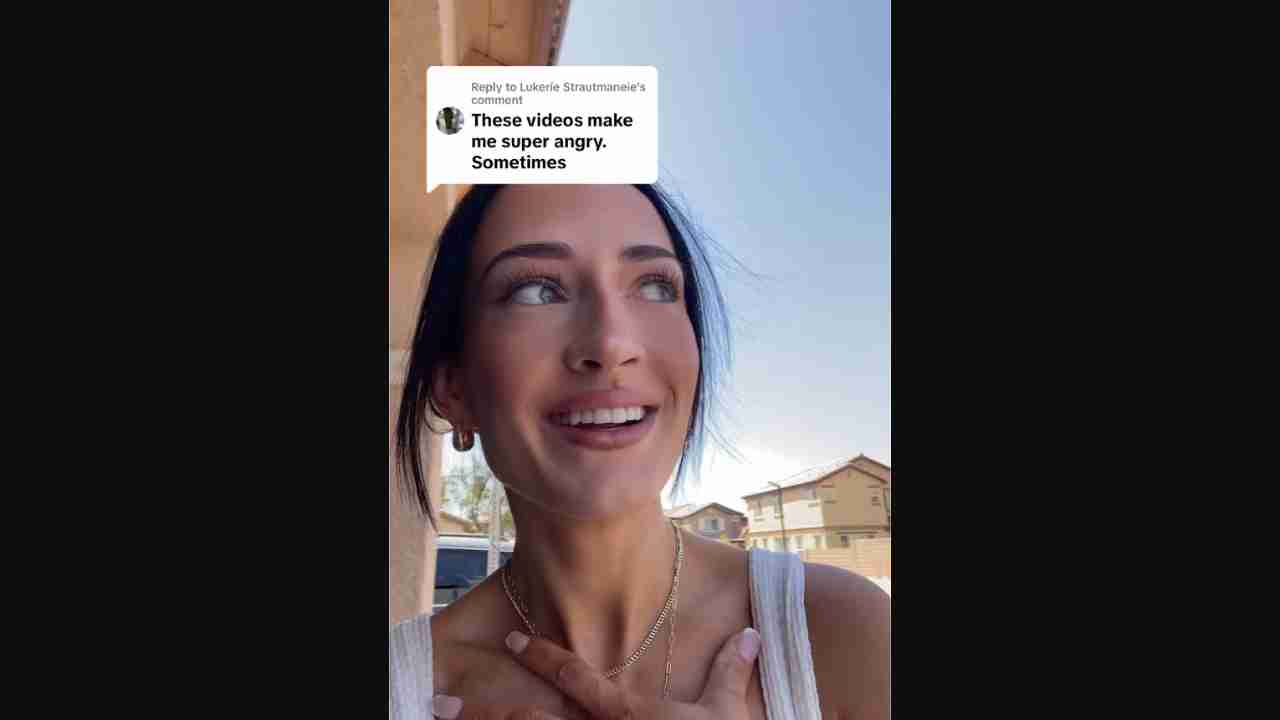 Reply to Lukerie Strautmaneie's
comment
These videos make
me super angry.
Sometimes